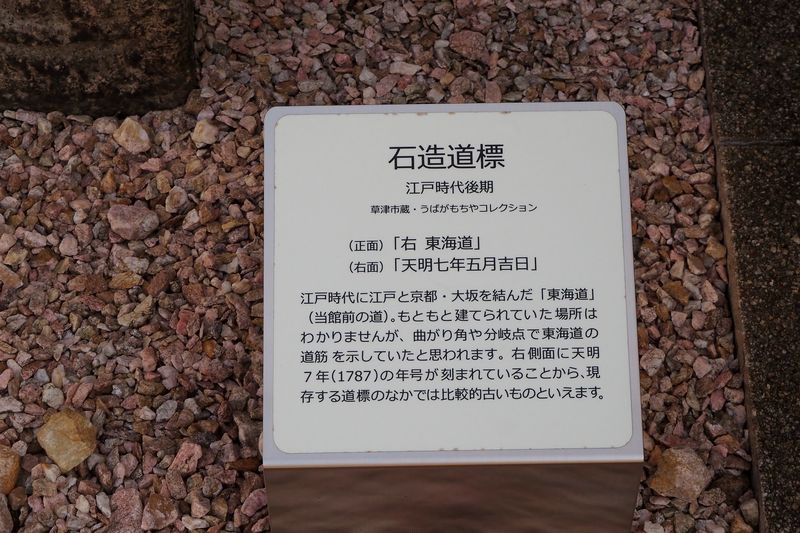 石造道標
江戸時代後期
草津市蔵・うばがもちやコレクション
（正面）「右 東海道」
（右面）「天明七年五月吉日」
江戸時代に江戸と京都・大坂を結んだ「東海道」
（当館前の道）。もともと建てられていた場所は
わかりませんが、曲がり角や分岐点で東海道の
道筋を示していたと思われます。右側面に天明
７年（1787）の年号が刻まれていることから、現
存する道標のなかでは比較的古いものといえます。